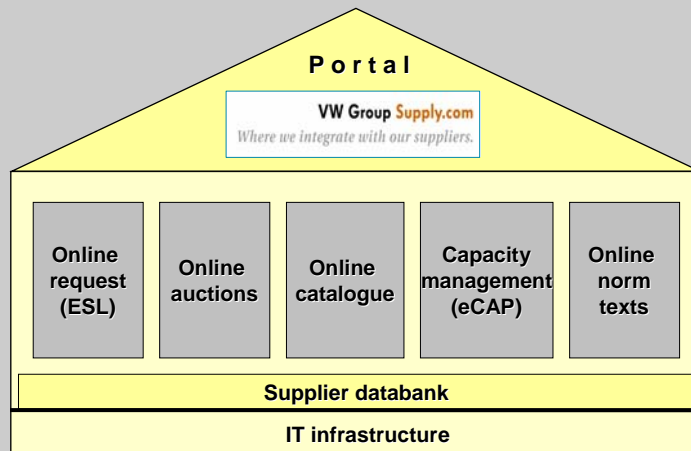 Portal
VW Group Supply.com
Where we integrate with our suppliers.
Online
request
(ESL)
Online
auctions
Online
catalogue
Capacity
management
(eCAP)
Online
norm
texts
Supplier databank
IT infrastructure